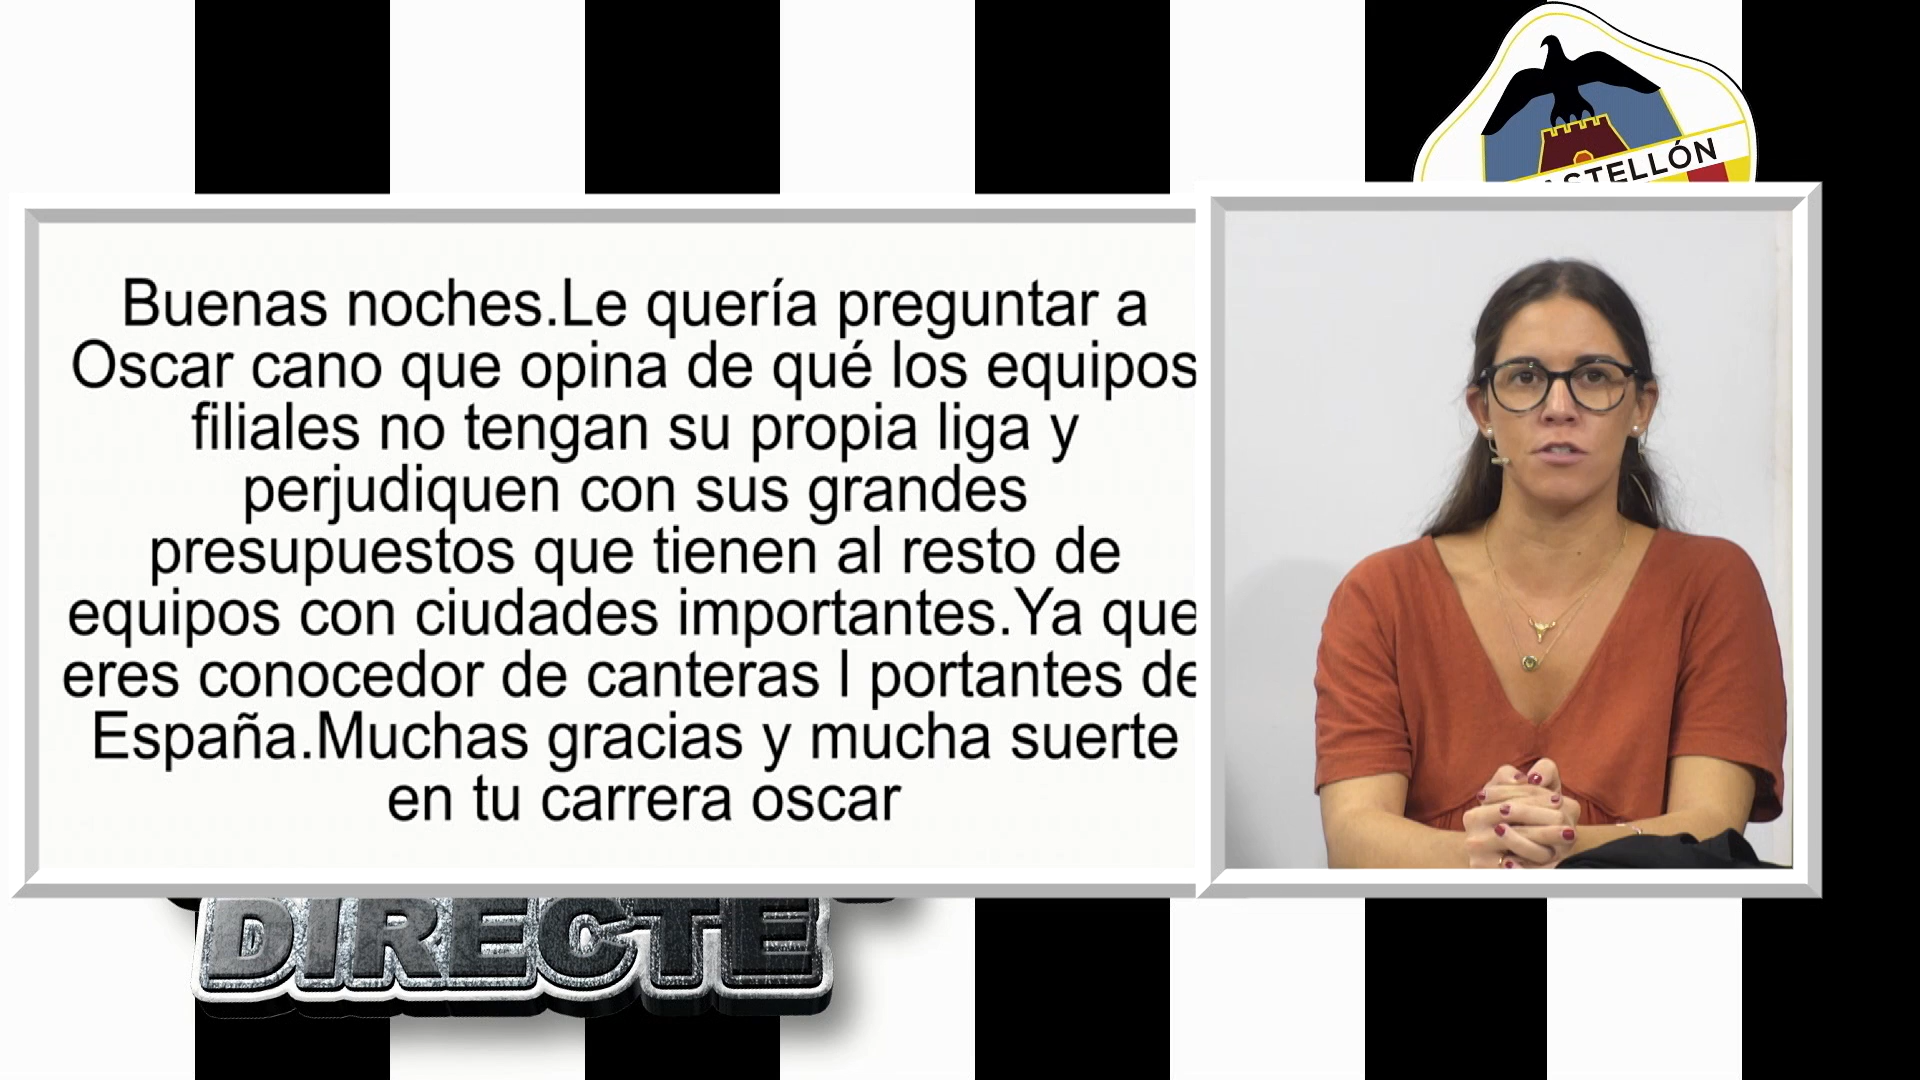 CASTELLÓN
Buenas noches.Le quería preguntar a
Oscar cano que opina de qué los equipos
filiales no tengan su propia liga y
perjudiquen con sus grandes
presupuestos que tienen al resto de
equipos con ciudades importantes.Ya que
eres conocedor de canteras I portantes de
España.Muchas gracias y mucha suerte
en tu carrera oscar
DIRECTE